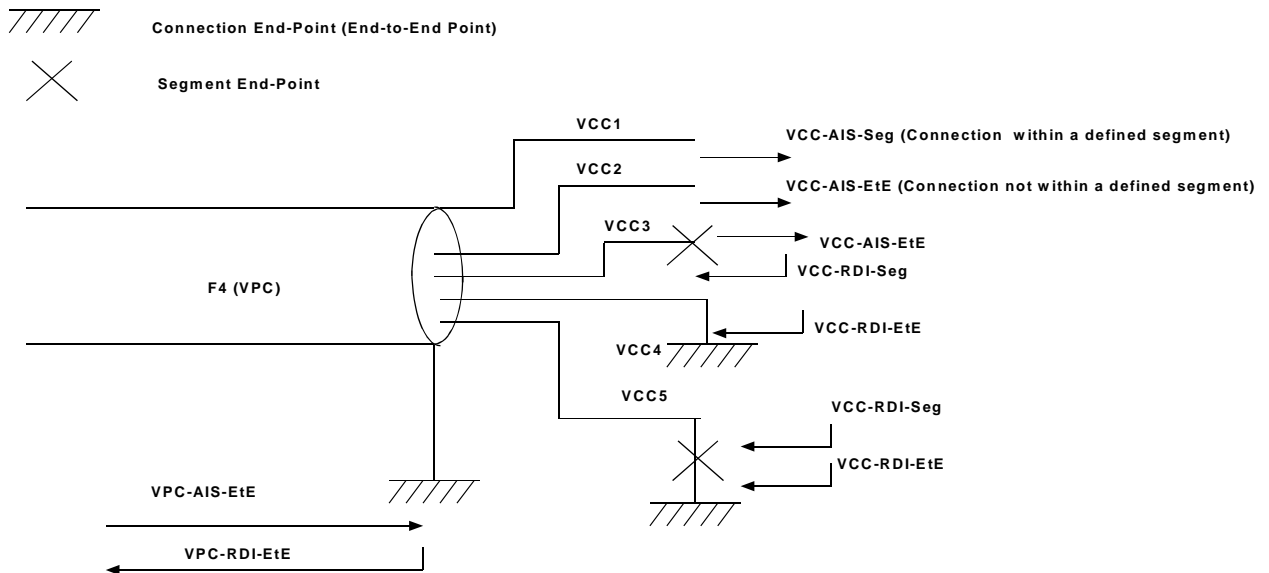 Connection End-Point (End-to-End Point)
Segment End-Point
VCC1
VCC-AIS-Seg (Connection within a defined segment)
VCC2
VCC-AIS-EtE (Connection not within a defined segment)
VCC3
VCC-AIS-EtE
VCC-RDI-Seg
F4 (VPC)
VCC-RDI-EtE
VCC4
VCC5
VCC-RDI-Seg
VCC-RDI-EtE
VPC-AIS-EtE
VPC-RDI-EtE